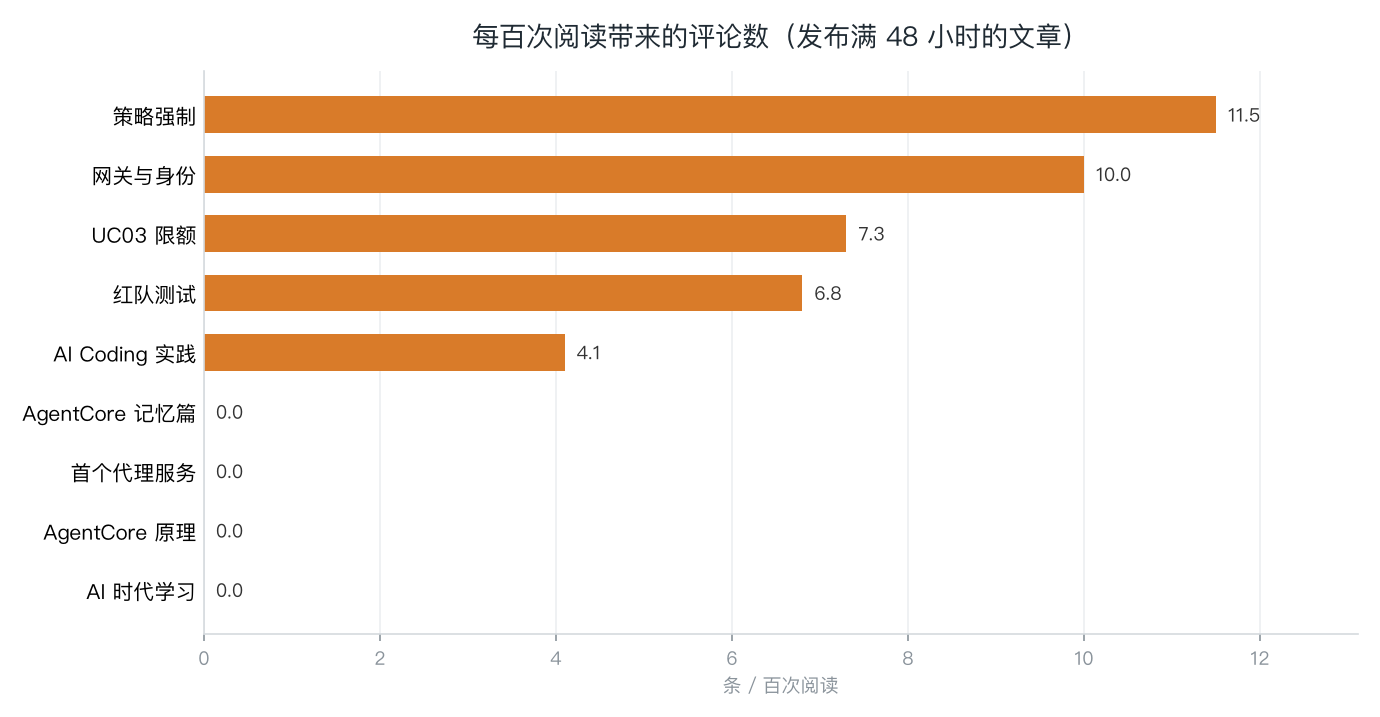 每百次阅读带来的评论数（发布满 48 小时的文章）
策略强制 11.5
网关与身份 10.0
UC03 限额 7.3
红队测试 6.8
AI Coding 实践 4.1
AgentCore 记忆篇 0.0
首个代理服务 0.0
AgentCore 原理 0.0
AI 时代学习 0.0
0 2 4 6 8 10 12
条 / 百次阅读